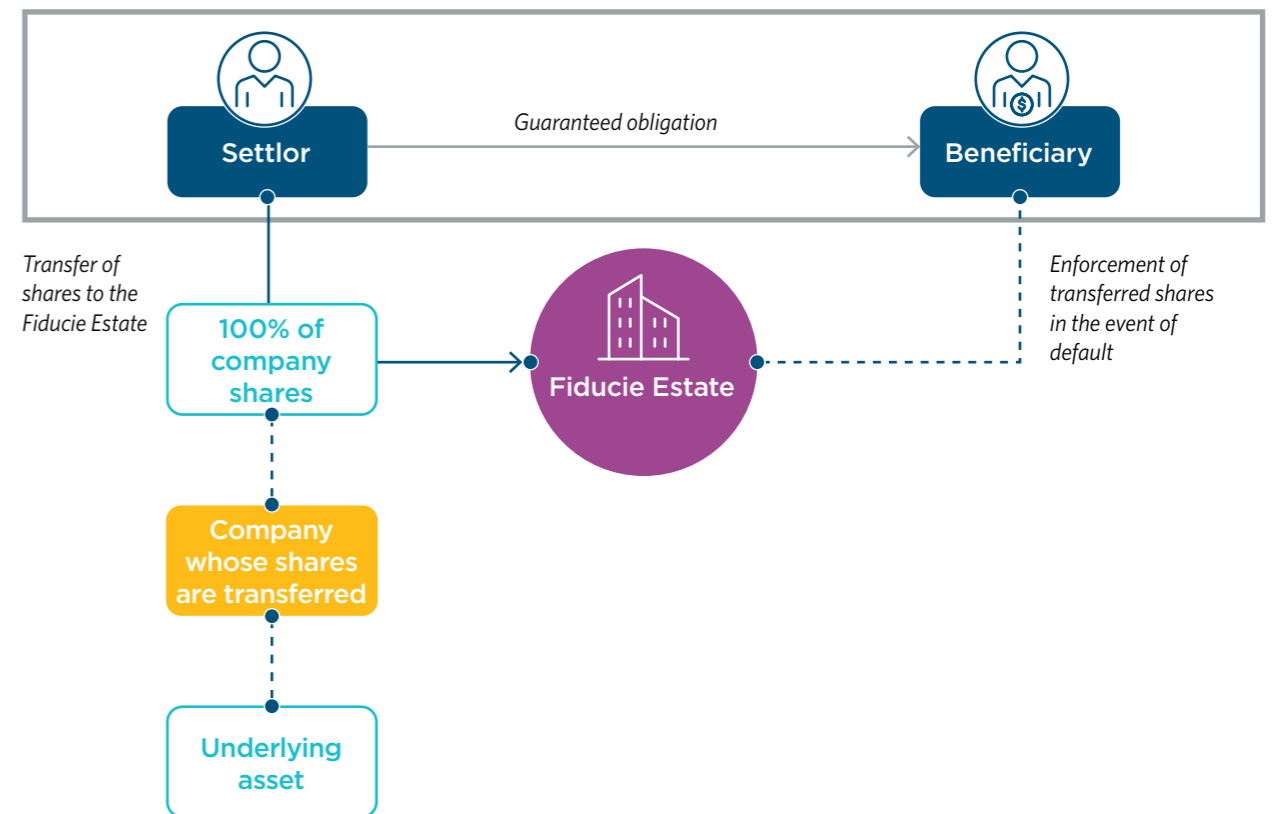 Settlor
Guaranteed obligation
Beneficiary
$
Transfer of
shares to the
Fiducie Estate
100% of
company
shares
Fiducie Estate
Enforcement of
transferred shares
in the event of
default
Company
whose shares
are transferred
Underlying
asset